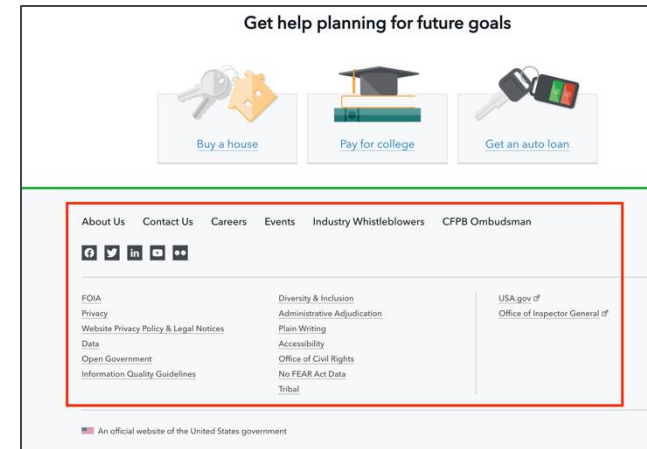 Get help planning for future goals
Buy a house
Pay for college
Get an auto loan
About Us Contact Us Careers Events Industry Whistleblowers CFPB Ombudsman
FOIA
Privacy
Website Privacy Policy & Legal Notices
Data
Open Government
Information Quality Guidelines
Diversity & Inclusion
Administrative Adjudication
Plain Writing
Accessibility
Office of Civil Rights
No FEAR Act Data
Tribal
USA.gov
Office of Inspector General
An official website of the United States government